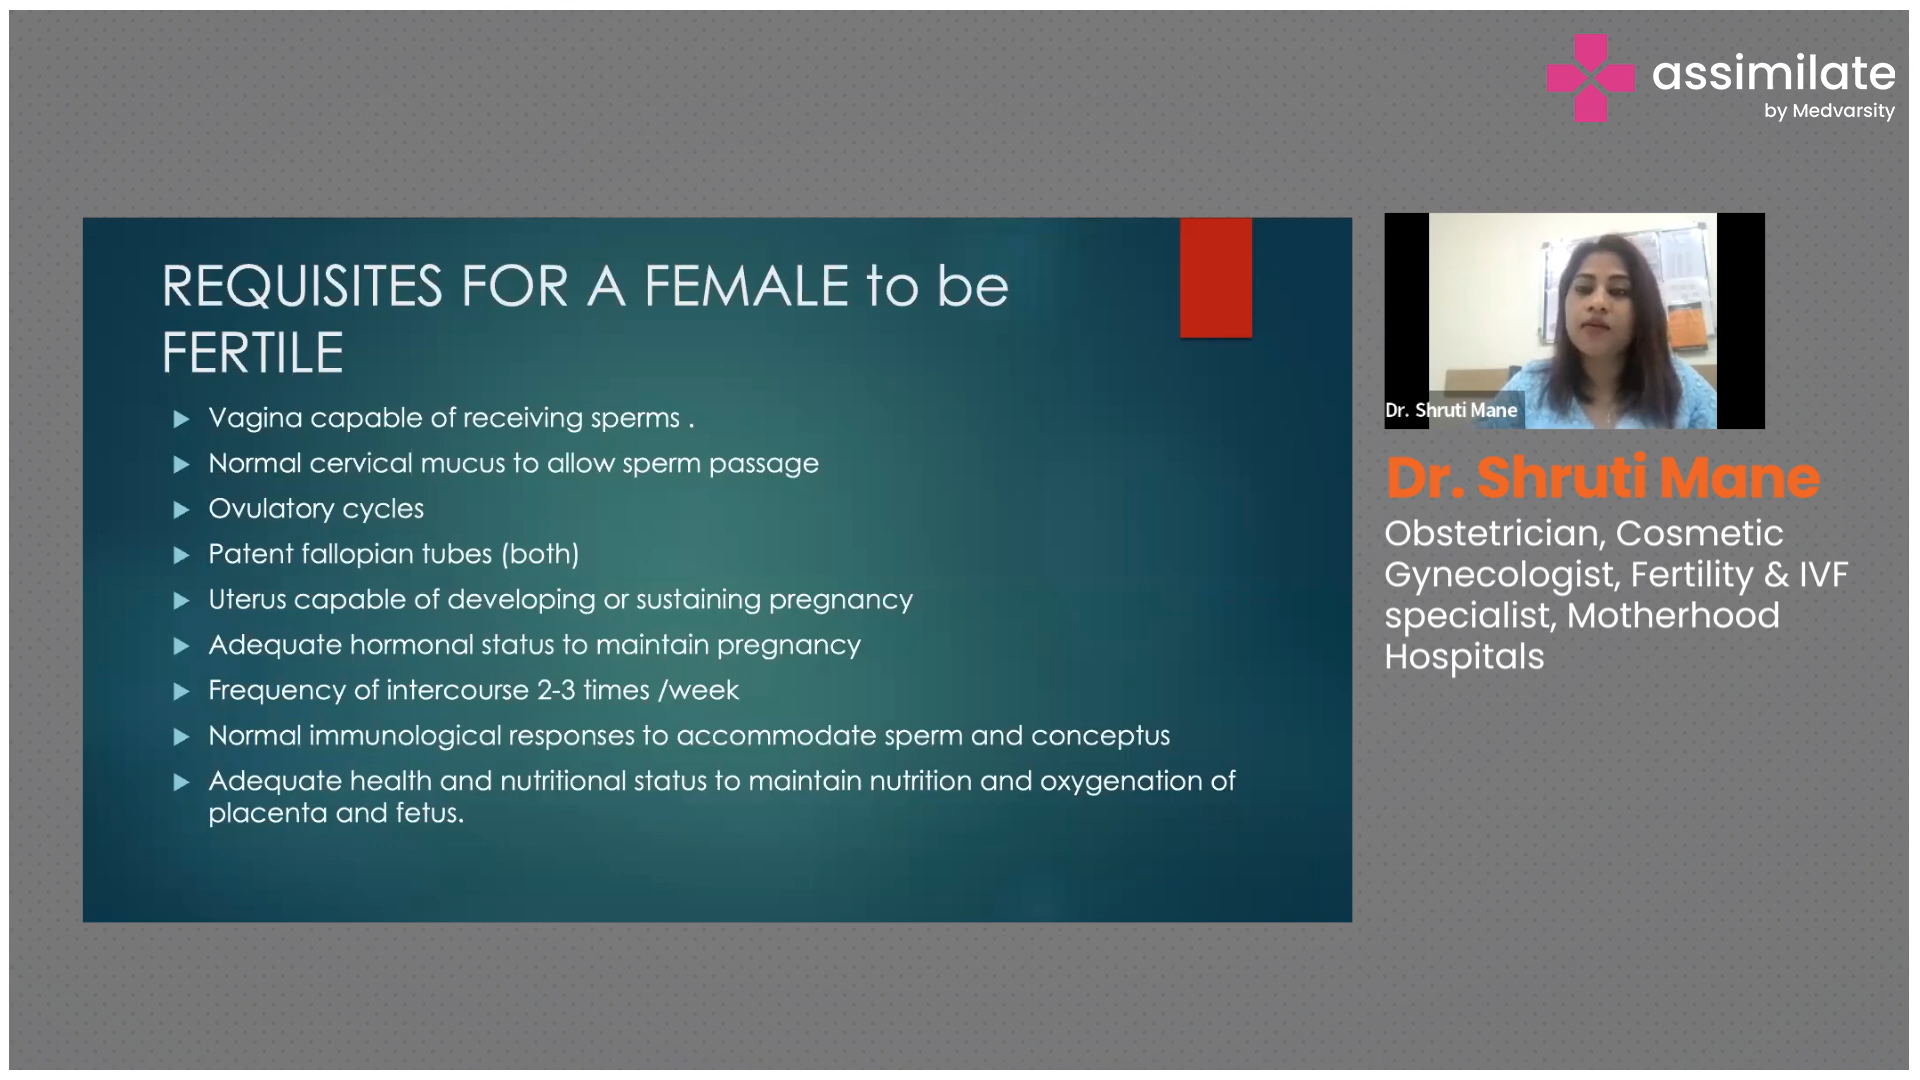 assimilate
by Medvarsity
REQUISITES FOR A FEMALE to be
FERTILE
Vagina capable of receiving sperms .
Normal cervical mucus to allow sperm passage
Ovulatory cycles
Patent fallopian tubes (both)
Uterus capable of developing or sustaining pregnancy
Adequate hormonal status to maintain pregnancy
Frequency of intercourse 2-3 times /week
Normal immunological responses to accommodate sperm and conceptus
Adequate health and nutritional status to maintain nutrition and oxygenation of
placenta and fetus.
Dr. Shruti Mane
Dr. Shruti Mane
Obstetrician, Cosmetic
Gynecologist, Fertility & IVF
specialist, Motherhood
Hospitals